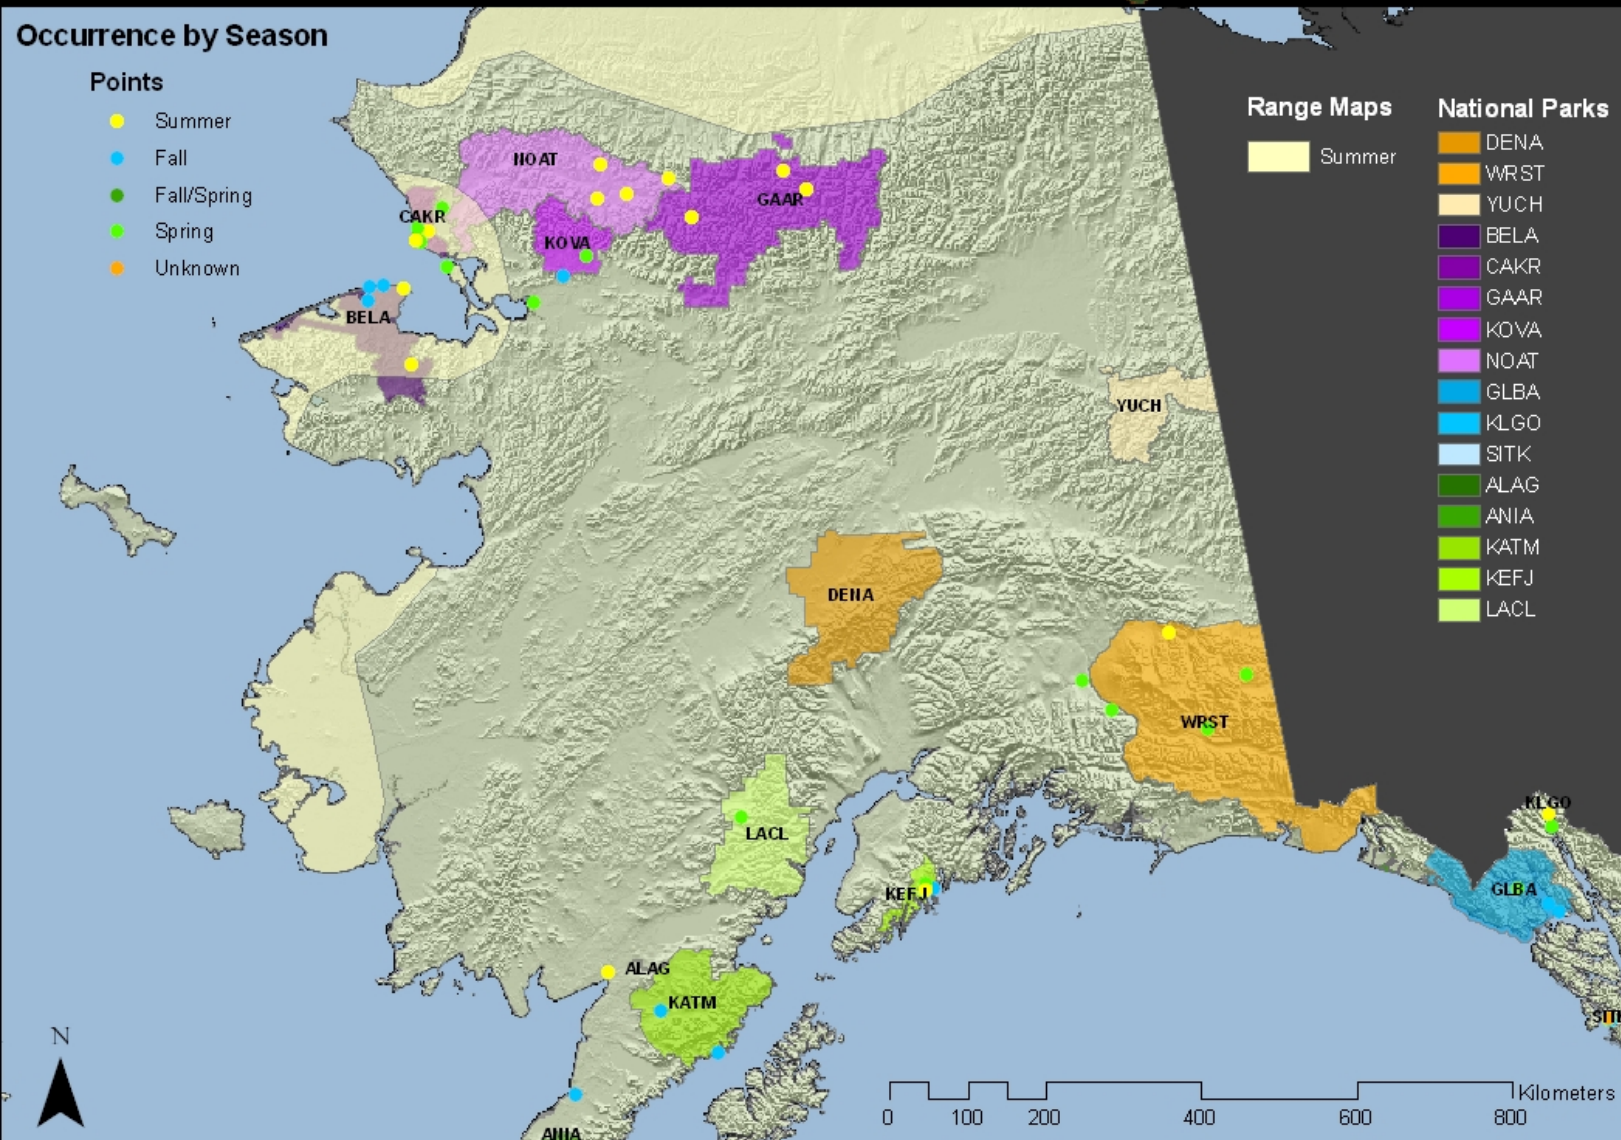 Occurrence by Season
Points
Summer
Fall
Fall/Spring
Spring
Unknown
Range Maps
Summer
National Parks
DENA
WRST
YUCH
BELA
CAKR
GAAR
KOVA
NOAT
GLBA
KLGO
SITK
ALAG
ANIA
KATM
KEFJ
LACL
NOAT
GAAR
CAKR
KOVA
BELA
YUCH
DENA
WRST
LACL
KLGO
KEFJ
GLBA
ALAG
KATM
SITK
ANIA
N
Kilometers
0 100 200 400 600 800